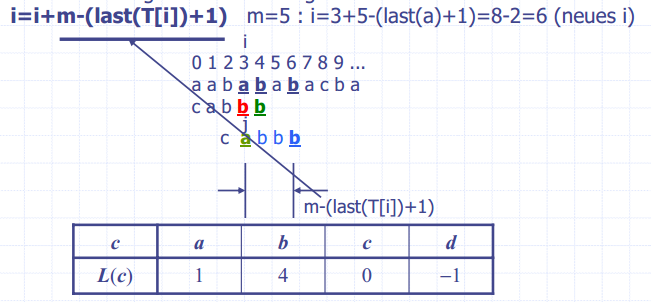 i=i+m-(last(T[i])+1) m=5 : i=3+5-(last(a)+1)=8-2=6 (neues i)
i
0 1 2 3 4 5 6 7 8 9 ...
a a b a b a b a c b a
c a b b b
j
c a b b b
m-(last(T[i])+1)
c a b c d
L(c) 1 4 0 −1